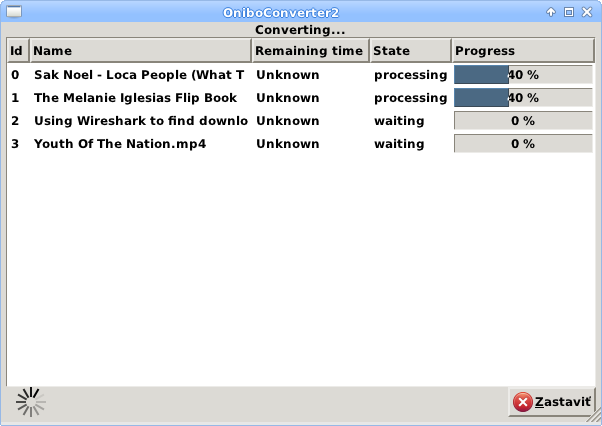 OniboConverter2
Converting...
Id Name Remaining time State Progress
0 Sak Noel - Loca People (What T Unknown processing 40 %
1 The Melanie Iglesias Flip Book Unknown processing 40 %
2 Using Wireshark to find downlo Unknown waiting 0 %
3 Youth Of The Nation.mp4 Unknown waiting 0 %
Zastaviť